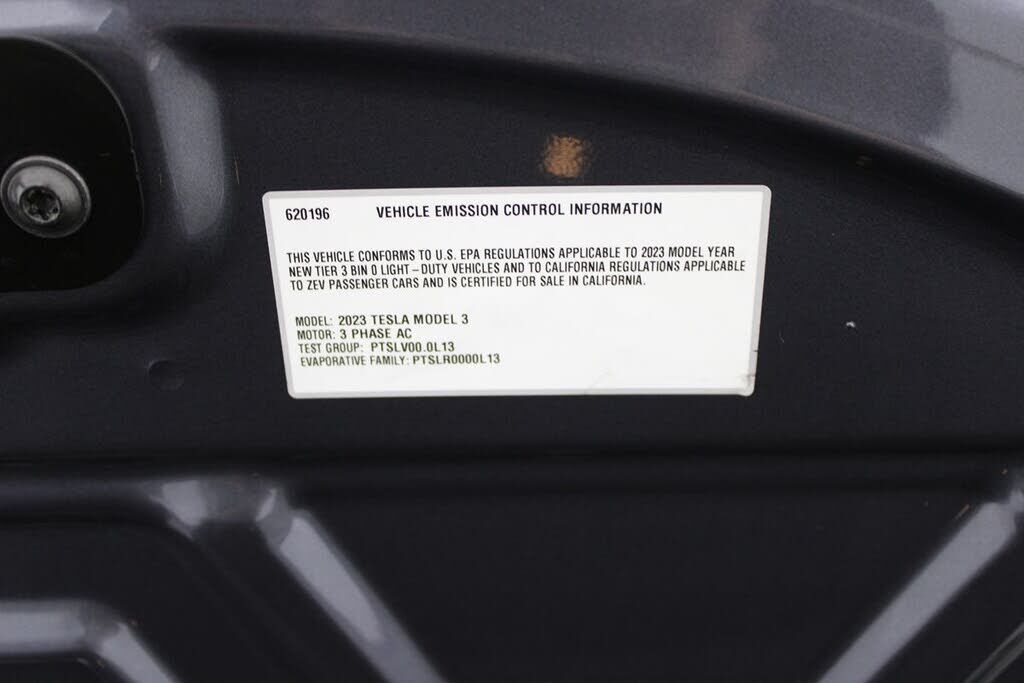 620196 VEHICLE EMISSION CONTROL INFORMATION
THIS VEHICLE CONFORMS TO U.S. EPA REGULATIONS APPLICABLE TO 2023 MODEL YEAR
NEW TIER 3 BIN 0 LIGHT-DUTY VEHICLES AND TO CALIFORNIA REGULATIONS APPLICABLE
TO ZEV PASSENGER CARS AND IS CERTIFIED FOR SALE IN CALIFORNIA.
MODEL: 2023 TESLA MODEL 3
MOTOR: 3 PHASE AC
TEST GROUP: PTSLV00.0L13
EVAPORATIVE FAMILY: PTSLR0000L13